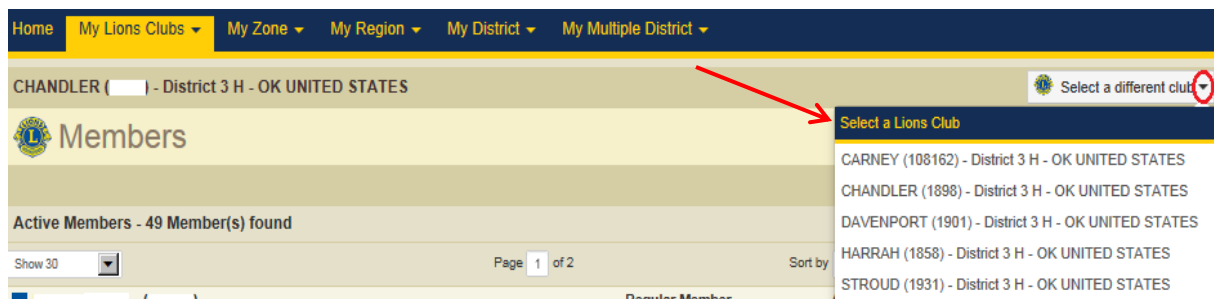 Home My Lions Clubs My Zone My Region My District My Multiple District
CHANDLER ( ) - District 3 H - OK UNITED STATES
Select a different club
Members
Select a Lions Club
CARNEY (108162) - District 3 H - OK UNITED STATES
CHANDLER (1898) - District 3 H - OK UNITED STATES
DAVENPORT (1901) - District 3 H - OK UNITED STATES
HARRAH (1858) - District 3 H - OK UNITED STATES
STROUD (1931) - District 3 H - OK UNITED STATES
Active Members - 49 Member(s) found
Show 30 Page 1 of 2 Sort by
Regular Member